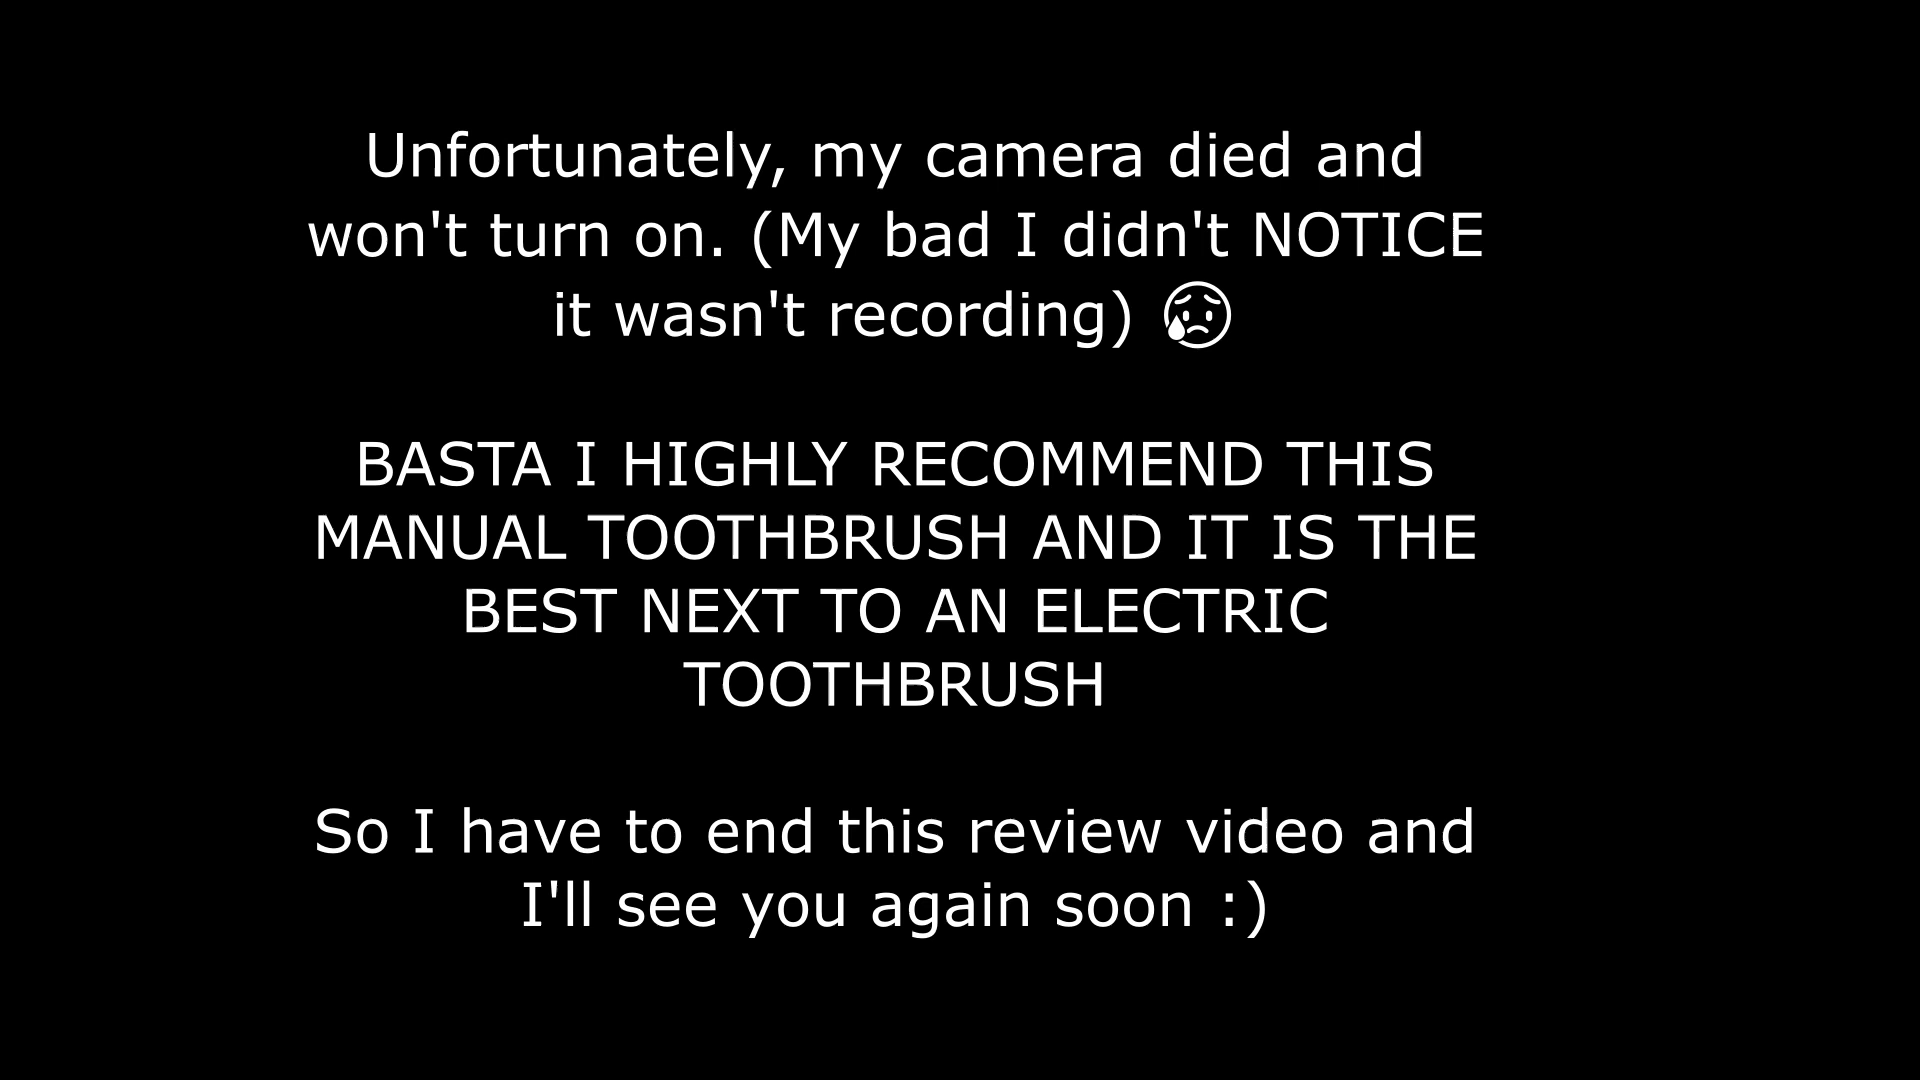 Unfortunately, my camera died and
won't turn on. (My bad I didn't NOTICE
it wasn't recording) 😥
BASTA I HIGHLY RECOMMEND THIS
MANUAL TOOTHBRUSH AND IT IS THE
BEST NEXT TO AN ELECTRIC
TOOTHBRUSH
So I have to end this review video and
I'll see you again soon :)